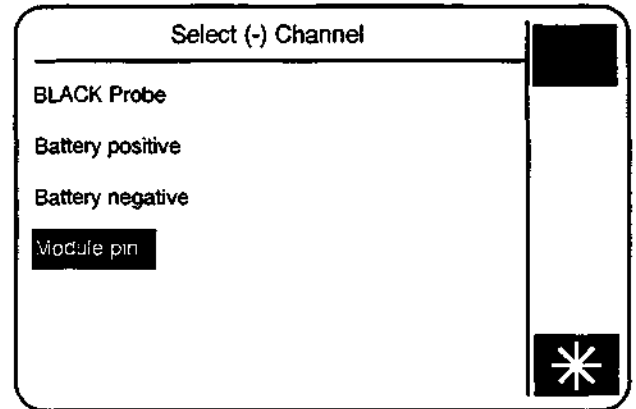 Select (-) Channel
BLACK Probe
Battery positive
Battery negative
Module pin